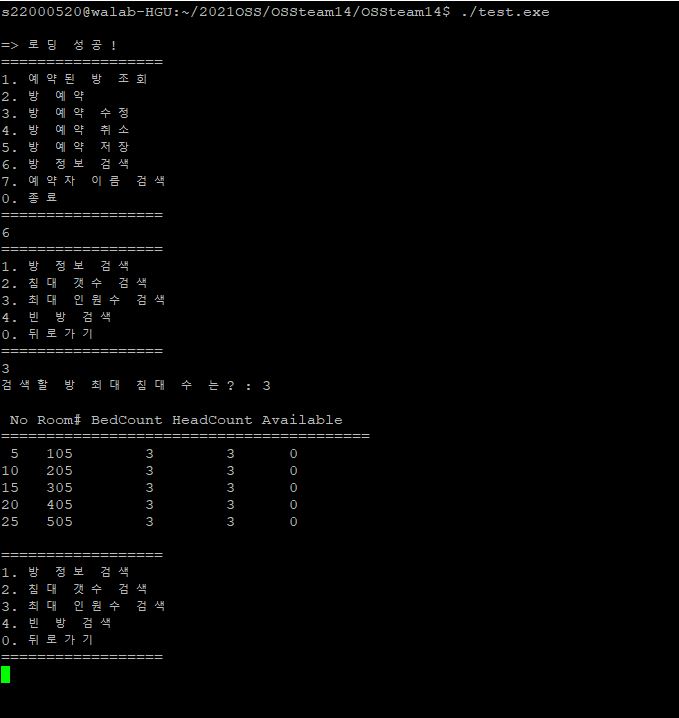 s22000520@walab-HGU:~/2021OSS/OSSteam14/OSSteam14$ ./test.exe
=> 로딩 성공!
==================
1. 예약된 방 조회
2. 방 예약
3. 방 예약 수정
4. 방 예약 취소
5. 방 예약 저장
6. 방 정보 검색
7. 예약자 이름 검색
0. 종료
==================
6
==================
1. 방 정보 검색
2. 침대 갯수 검색
3. 최대 인원수 검색
4. 빈 방 검색
0. 뒤로가기
==================
3
검색할 방 최대 침대 수 는? : 3
No Room# BedCount HeadCount Available
=========================================
5 105 3 3 0
10 205 3 3 0
15 305 3 3 0
20 405 3 3 0
25 505 3 3 0
==================
1. 방 정보 검색
2. 침대 갯수 검색
3. 최대 인원수 검색
4. 빈 방 검색
0. 뒤로가기
==================